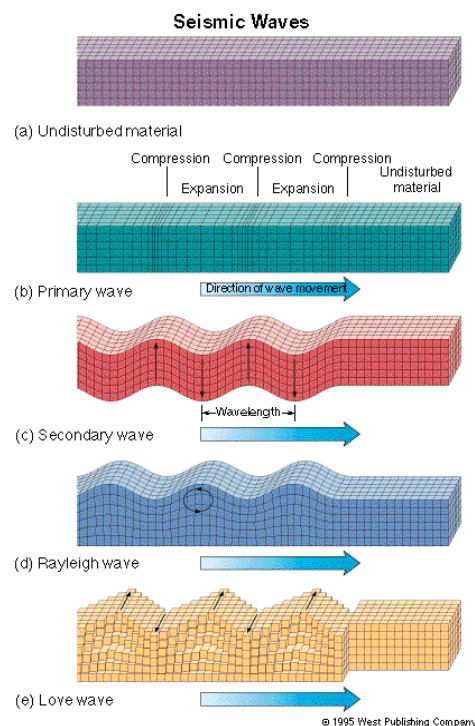 Seismic Waves
(a) Undisturbed material
Compression Compression Compression
Expansion Expansion Undisturbed
material
Direction of wave movement
(b) Primary wave
Wavelength
(c) Secondary wave
(d) Rayleigh wave
(e) Love wave
© 1995 West Publishing Company